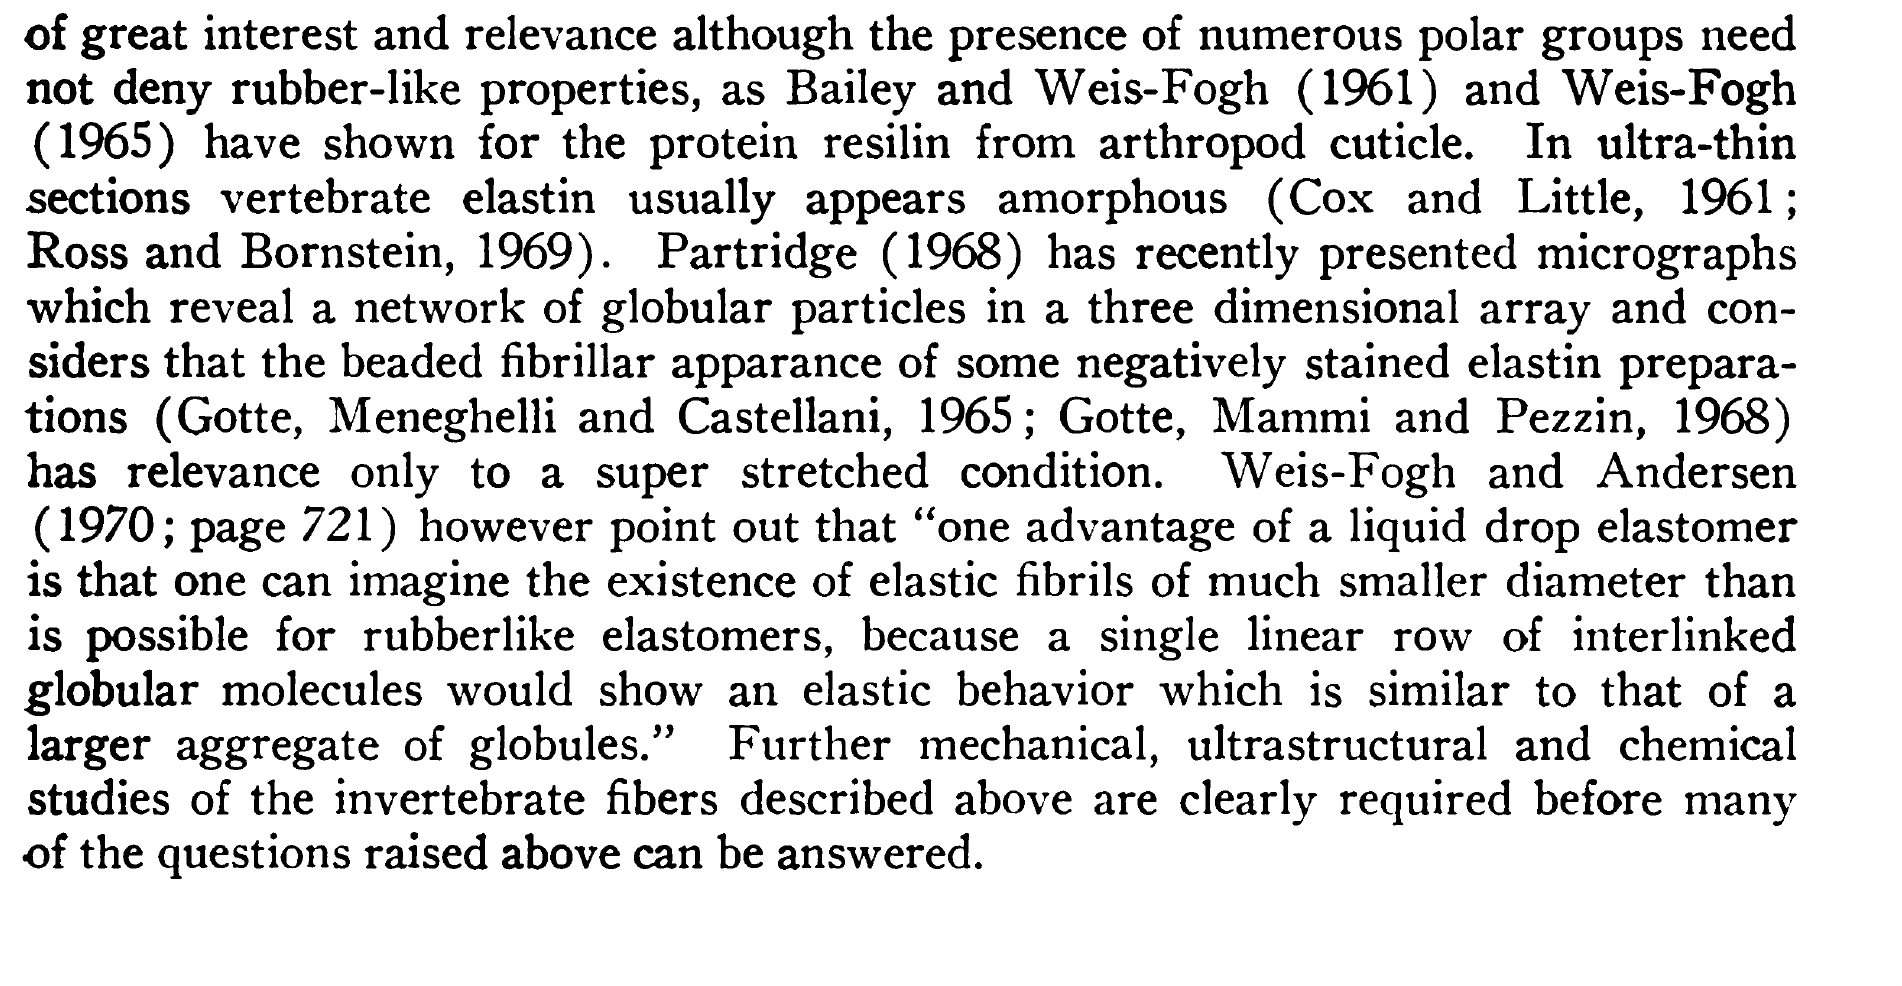 of great interest and relevance although the presence of numerous polar groups need
not deny rubber-like properties, as Bailey and Weis-Fogh (1961) and Weis-Fogh
(1965) have shown for the protein resilin from arthropod cuticle. In ultra-thin
sections vertebrate elastin usually appears amorphous (Cox and Little, 1961;
Ross and Bornstein, 1969). Partridge (1968) has recently presented micrographs
which reveal a network of globular particles in a three dimensional array and con-
siders that the beaded fibrillar apparance of some negatively stained elastin prepara-
tions (Gotte, Meneghelli and Castellani, 1965; Gotte, Mammi and Pezzin, 1968)
has relevance only to a super stretched condition. Weis-Fogh and Andersen
(1970; page 721) however point out that “one advantage of a liquid drop elastomer
is that one can imagine the existence of elastic fibrils of much smaller diameter than
is possible for rubberlike elastomers, because a single linear row of interlinked
globular molecules would show an elastic behavior which is similar to that of a
larger aggregate of globules.” Further mechanical, ultrastructural and chemical
studies of the invertebrate fibers described above are clearly required before many
of the questions raised above can be answered.